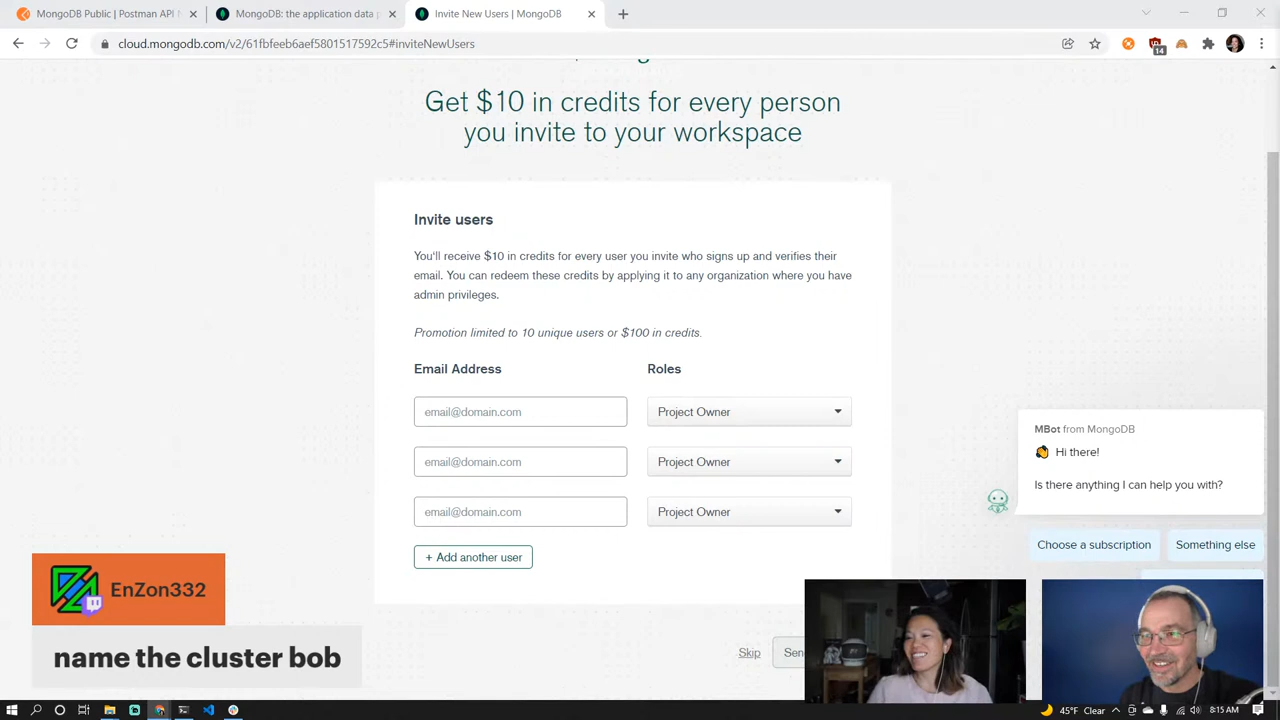 MongoDB Public | Postman API N
MongoDB: the application data p
Invite New Users | MongoDB
cloud.mongodb.com/v2/61fbfeeb6aef5801517592c5#inviteNewUsers
14
Get $10 in credits for every person
you invite to your workspace
Invite users
You'll receive $10 in credits for every user you invite who signs up and verifies their
email. You can redeem these credits by applying it to any organization where you have
admin privileges.
Promotion limited to 10 unique users or $100 in credits.
Email Address Roles
email@domain.com Project Owner
email@domain.com Project Owner
email@domain.com Project Owner
+ Add another user
MBot from MongoDB
Hi there!
Is there anything I can help you with?
Choose a subscription Something else
EnZon332
name the cluster bob
Skip Sen
45°F Clear 8:15 AM